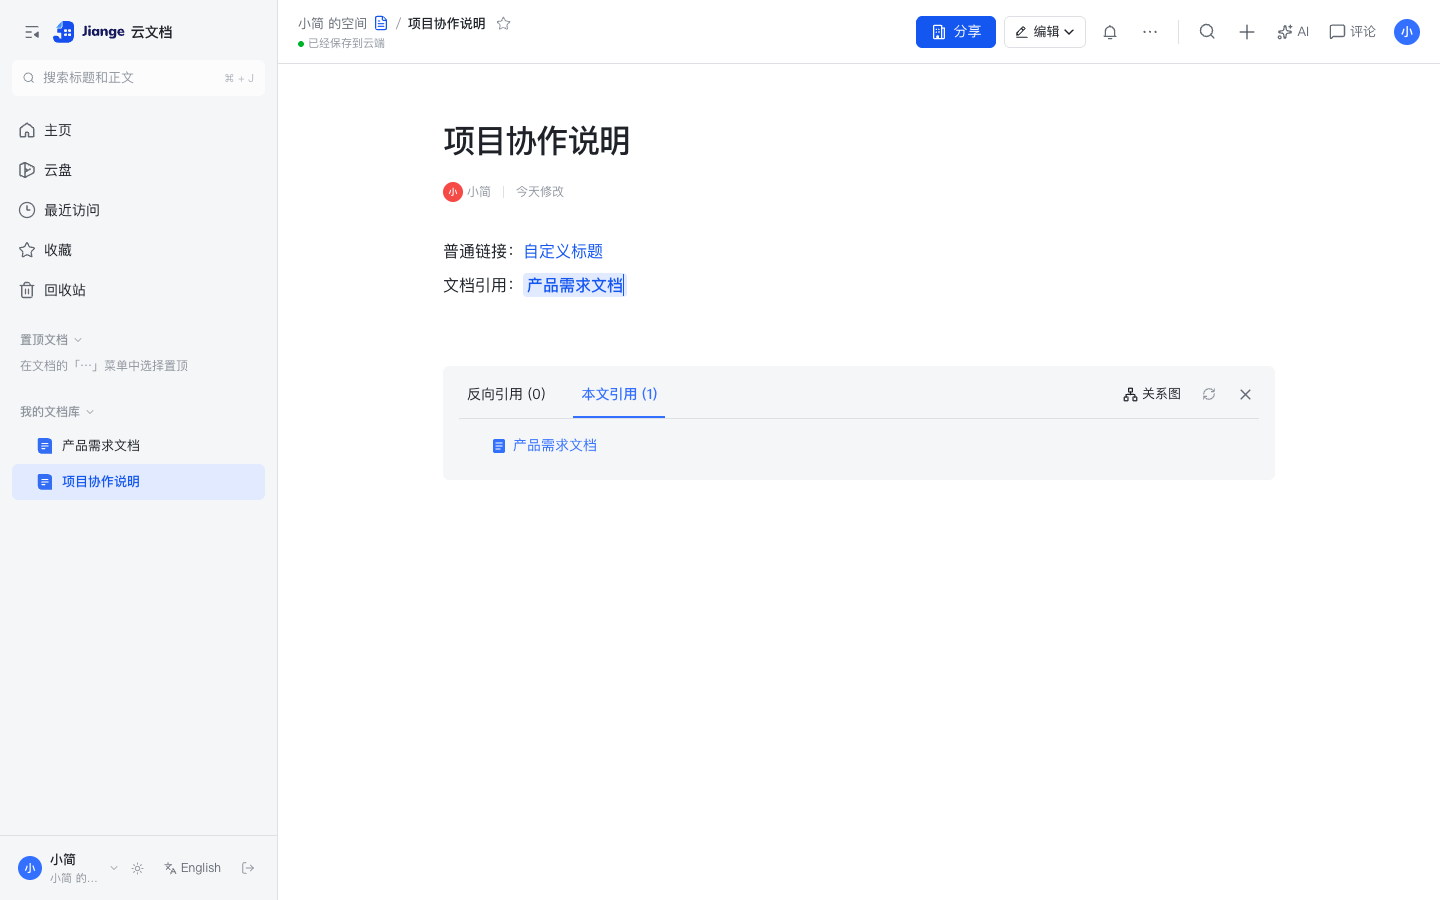 Jiange 云文档
搜索标题和正文 ⌘ + J
主页
云盘
最近访问
收藏
回收站
置顶文档
在文档的「···」菜单中选择置顶
我的文档库
产品需求文档
项目协作说明
小 小简
小简 的...
English
小简 的空间 / 项目协作说明
已经保存到云端
分享
编辑
AI
评论
小
项目协作说明
小 小简 今天修改
普通链接：自定义标题
文档引用：产品需求文档
反向引用 (0) 本文引用 (1) 关系图
产品需求文档